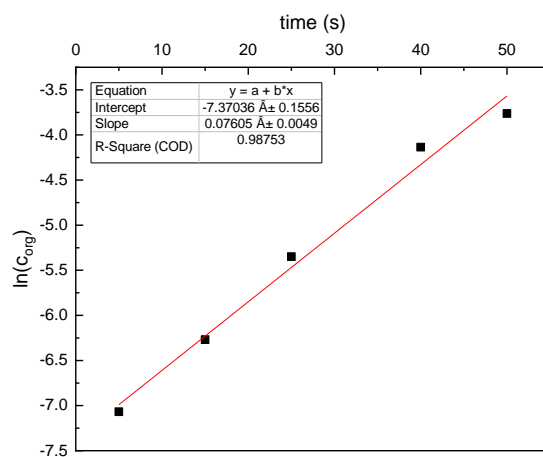 time (s)
0 10 20 30 40 50
-3.5
Equation y = a + b*x
Intercept -7.37036 Â± 0.1556
Slope 0.07605 Â± 0.0049
R-Square (COD) 0.98753
-4.0
-4.5
-5.0
-5.5
-6.0
-6.5
-7.0
-7.5
ln(c_org)